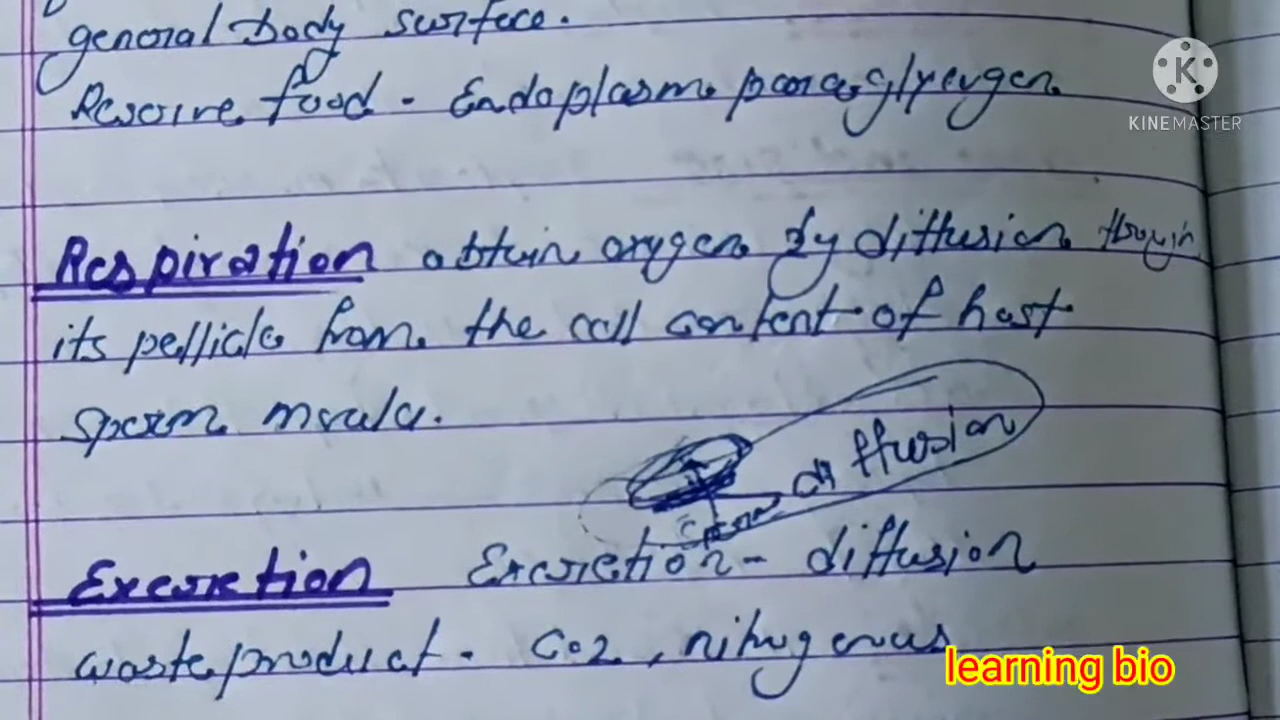 general body surface.
Reserve food - Endoplasm paraglycogen
KINEMASTER
Respiration obtain oxygen by diffusion through
its pellicle from the cell content of host
sperm morula.
diffusion
Excretion Excretion - diffusion
waste product - CO2, nitrogenous
learning bio